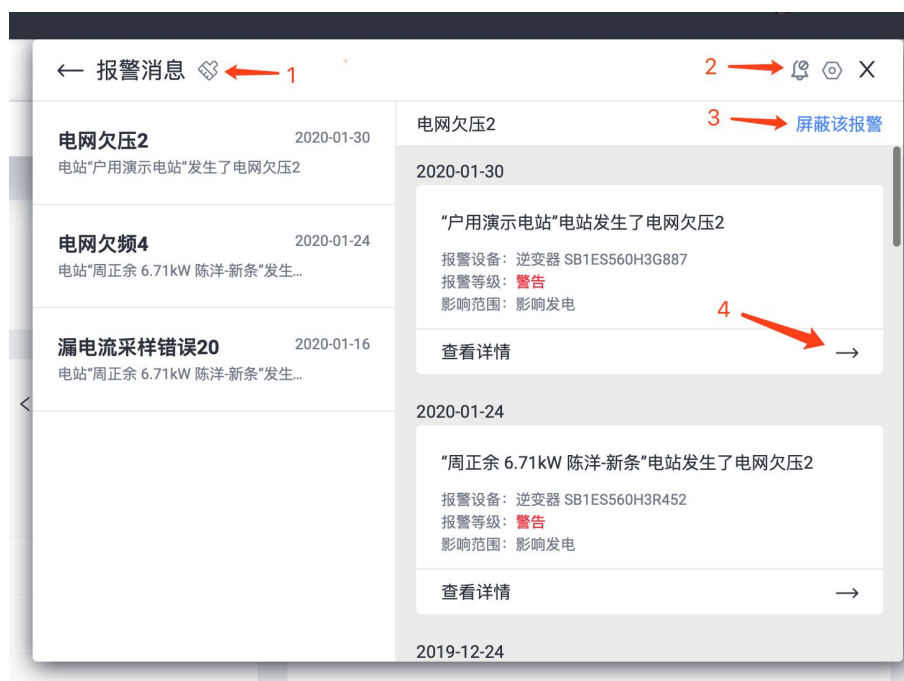 报警消息
1
2
3
屏蔽该报警
电网欠压2
2020-01-30
电站“户用演示电站”发生了电网欠压2
电网欠频4
2020-01-24
电站“周正余 6.71kW 陈洋-新条”发生...
漏电流采样错误20
2020-01-16
电站“周正余 6.71kW 陈洋-新条”发生...
电网欠压2
2020-01-30
“户用演示电站”电站发生了电网欠压2
报警设备：逆变器 SB1ES560H3G887
报警等级：警告
影响范围：影响发电
4
查看详情
2020-01-24
“周正余 6.71kW 陈洋-新条”电站发生了电网欠压2
报警设备：逆变器 SB1ES560H3R452
报警等级：警告
影响范围：影响发电
查看详情
2019-12-24